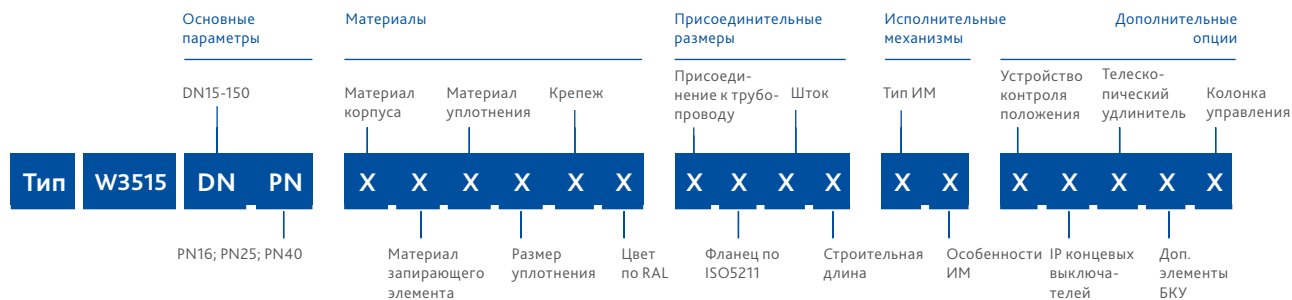 Основные
параметры
Материалы
Присоединительные
размеры
Исполнительные
механизмы
Дополнительные
опции
DN15-150
Материал
корпуса
Материал
уплотнения
Крепеж
Присоеди-
нение к трубо-
проводу
Шток
Тип ИМ
Устройство
контроля
положения
Телеско-
пический
удлинитель
Колонка
управления
Тип W3515 DN PN X X X X X X X X X X X X X X X X X
PN16; PN25; PN40
Материал
запирающего
элемента
Размер
уплотнения
Цвет
по RAL
Фланец по
ISO5211
Строительная
длина
Особенности
ИМ
IP концевых
выключа-
телей
Доп.
элементы
БКУ